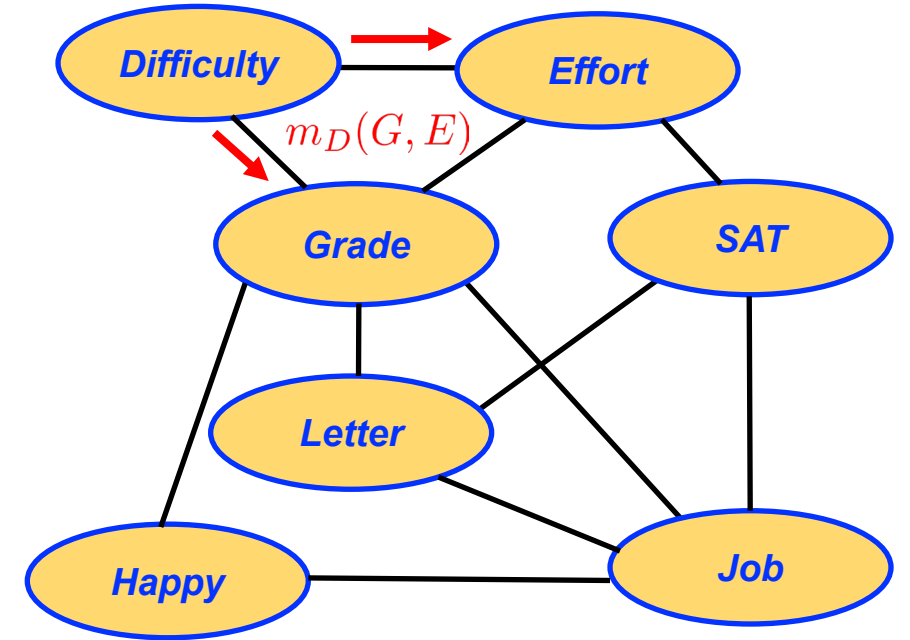 Difficulty
Effort
m_D(G, E)
Grade
SAT
Letter
Happy
Job